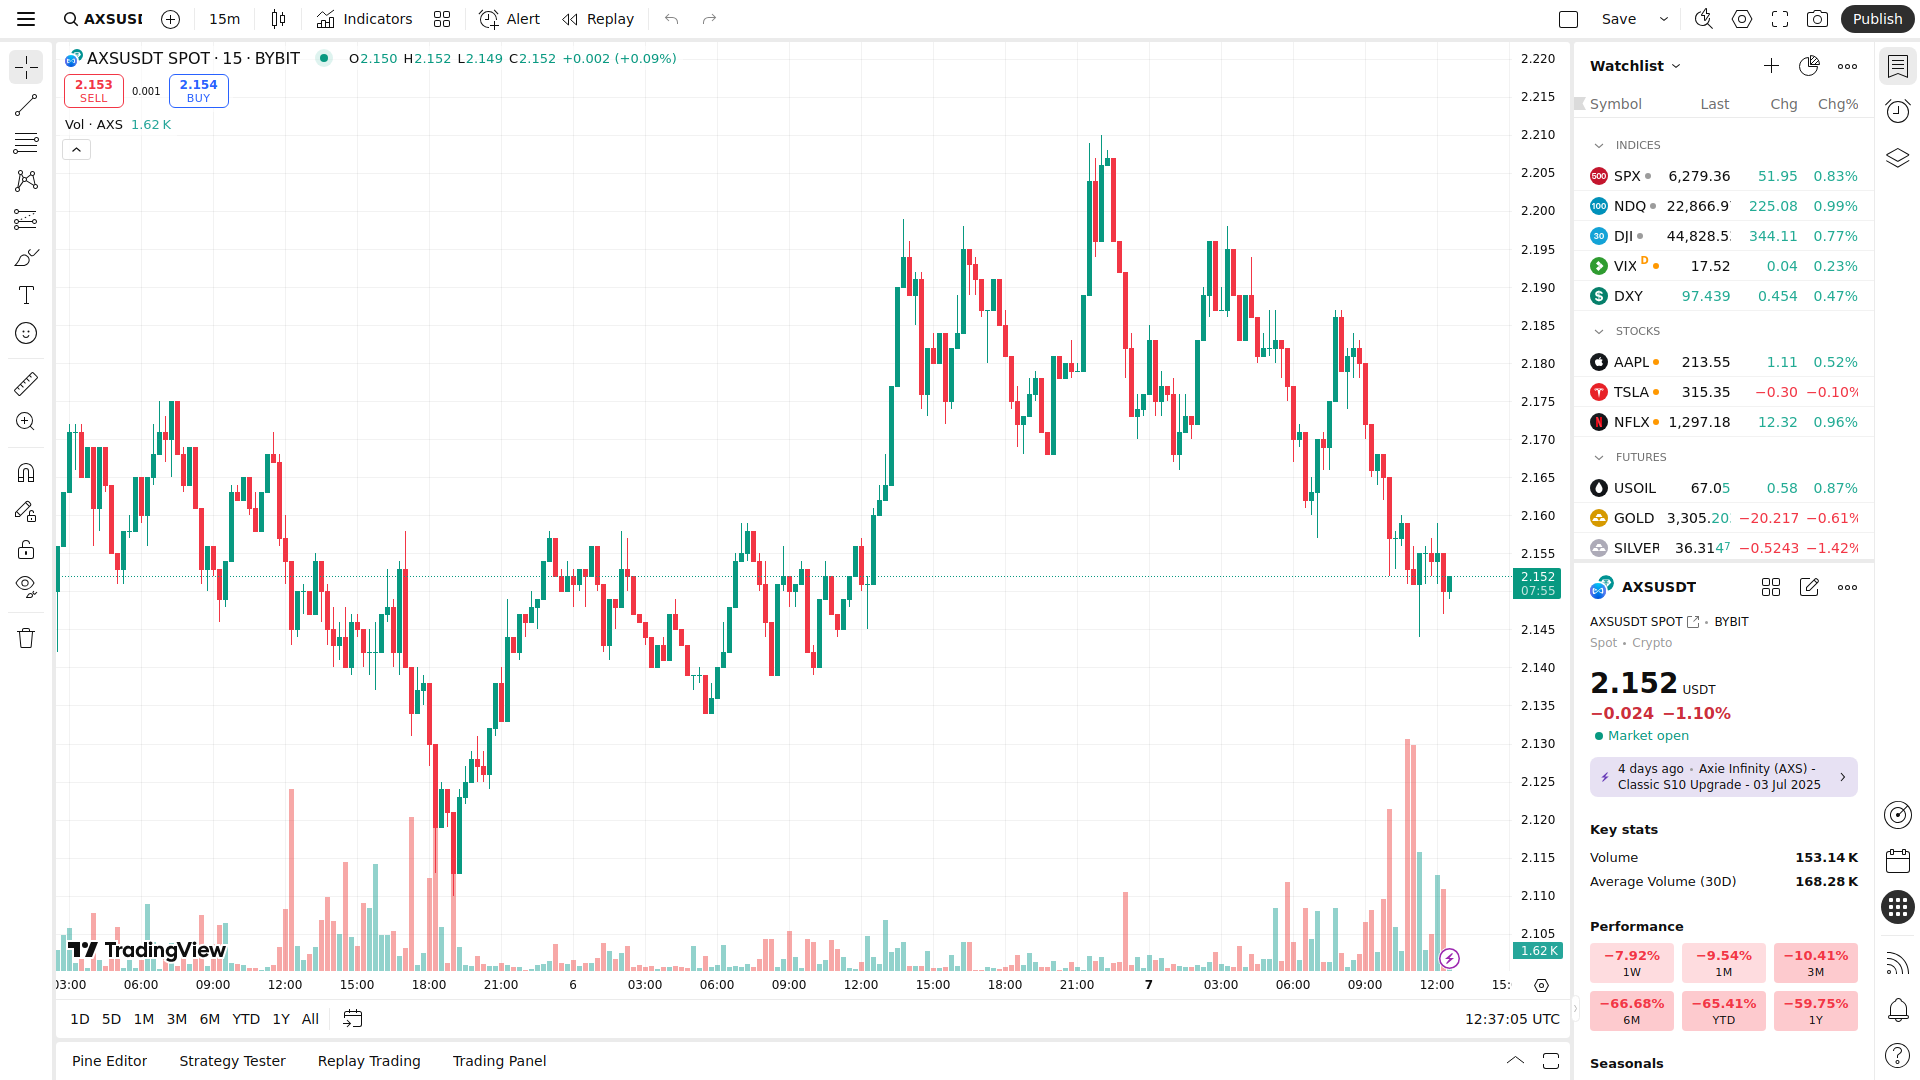 AXSUSI
15m
Indicators
Alert
Replay
Save
Publish
AXSUSDT SPOT · 15 · BYBIT
O2.150 H2.152 L2.149 C2.152 +0.002 (+0.09%)
2.153
SELL
0.001
2.154
BUY
Vol · AXS 1.62 K
2.220
2.215
2.210
2.205
2.200
2.195
2.190
2.185
2.180
2.175
2.170
2.165
2.160
2.155
2.152
07:55
2.145
2.140
2.135
2.130
2.125
2.120
2.115
2.110
2.105
1.62 K
TradingView
03:00 06:00 09:00 12:00 15:00 18:00 21:00 6 03:00 06:00 09:00 12:00 15:00 18:00 21:00 7 03:00 06:00 09:00 12:00 15:
1D 5D 1M 3M 6M YTD 1Y All
12:37:05 UTC
Pine Editor
Strategy Tester
Replay Trading
Trading Panel
Watchlist
Symbol Last Chg Chg%
INDICES
SPX 6,279.36 51.95 0.83%
NDQ 22,866.9 225.08 0.99%
DJI 44,828.5 344.11 0.77%
VIX D 17.52 0.04 0.23%
DXY 97.439 0.454 0.47%
STOCKS
AAPL 213.55 1.11 0.52%
TSLA 315.35 −0.30 −0.10%
NFLX 1,297.18 12.32 0.96%
FUTURES
USOIL 67.05 0.58 0.87%
GOLD 3,305.20 −20.217 −0.61%
SILVER 36.3147 −0.5243 −1.42%
AXSUSDT
AXSUSDT SPOT • BYBIT
Spot • Crypto
2.152 USDT
−0.024 −1.10%
Market open
4 days ago • Axie Infinity (AXS) -
Classic S10 Upgrade - 03 Jul 2025
Key stats
Volume 153.14 K
Average Volume (30D) 168.28 K
Performance
−7.92% −9.54% −10.41%
1W 1M 3M
−66.68% −65.41% −59.75%
6M YTD 1Y
Seasonals